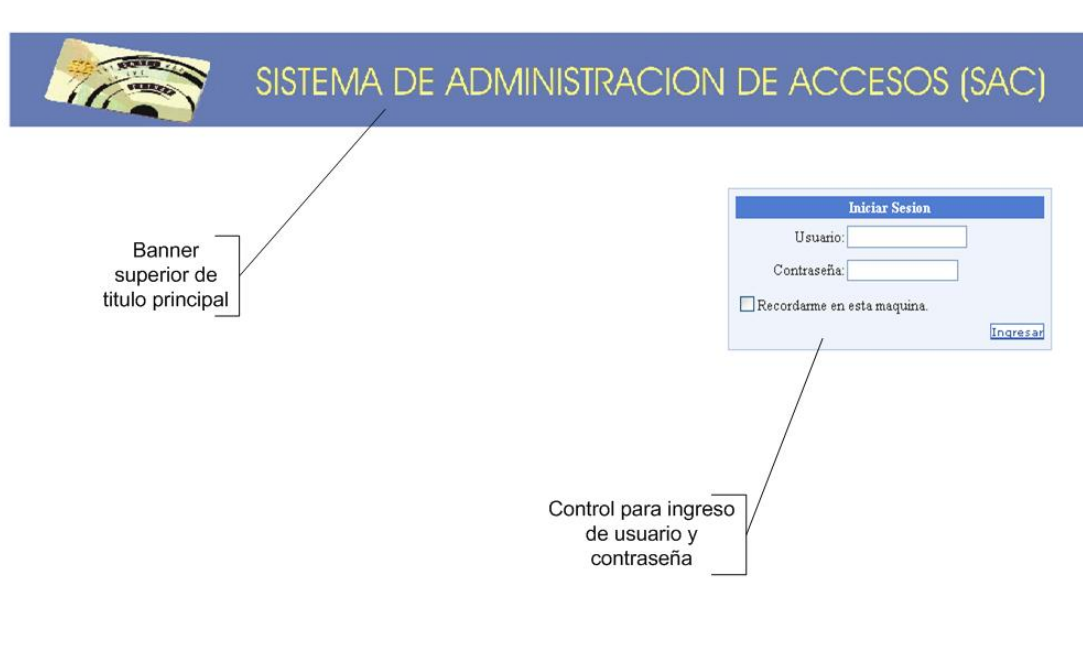 SISTEMA DE ADMINISTRACION DE ACCESOS (SAC)
Iniciar Sesion
Usuario:
Contraseña:
Recordarme en esta maquina.
Ingresar
Banner
superior de
titulo principal
Control para ingreso
de usuario y
contraseña